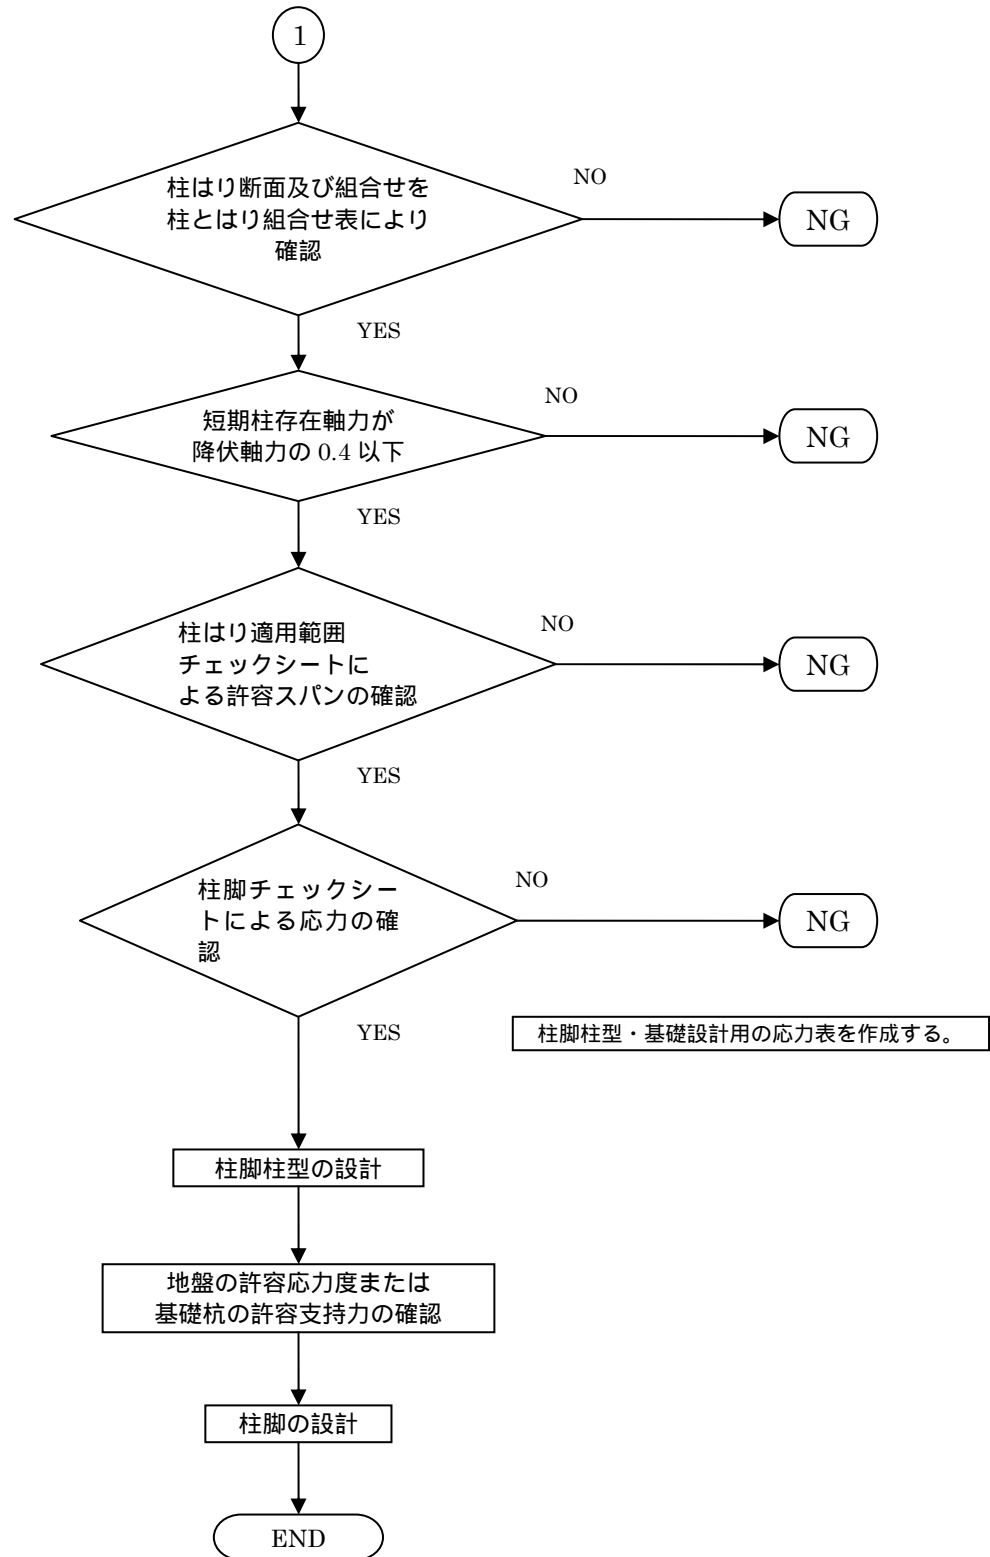 1
柱はり断面及び組合せを
柱とはり組合せ表により
確認
NO
NG
YES
短期柱存在軸力が
降伏軸力の 0.4 以下
NO
NG
YES
柱はり適用範囲
チェックシートに
よる許容スパンの確認
NO
NG
YES
柱脚チェックシー
トによる応力の確
認
NO
NG
YES
柱脚柱型・基礎設計用の応力表を作成する。
柱脚柱型の設計
地盤の許容応力度または
基礎杭の許容支持力の確認
柱脚の設計
END